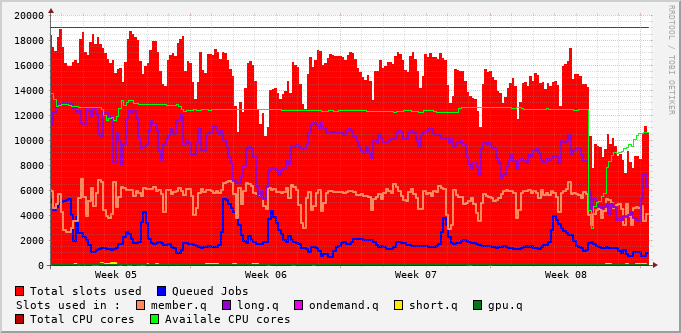 20000
18000
16000
14000
12000
10000
8000
6000
4000
2000
0
Week 05 Week 06 Week 07 Week 08
RRDTOOL / TOBI OETIKER
Total slots used Queued Jobs
Slots used in : member.q long.q ondemand.q short.q gpu.q
Total CPU cores Availale CPU cores